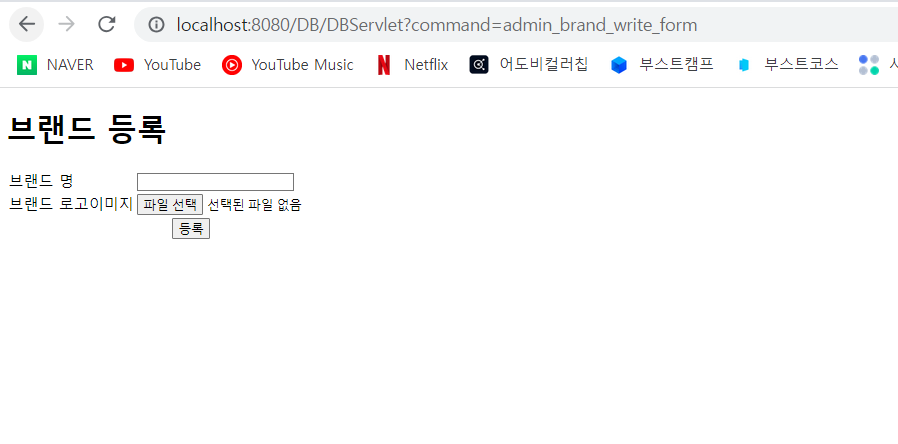 localhost:8080/DB/DBServlet?command=admin_brand_write_form
NAVER YouTube YouTube Music Netflix 어도비컬러칩 부스트캠프 부스트코스
브랜드 등록
브랜드 명
브랜드 로고이미지 파일 선택 선택된 파일 없음
등록